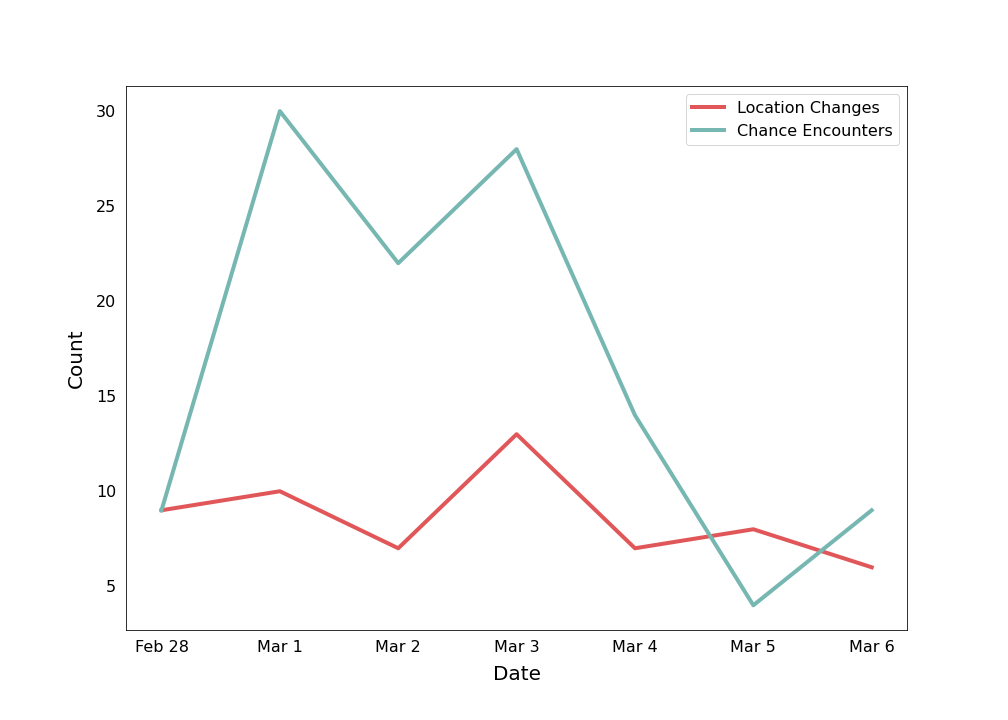 Location Changes
Chance Encounters
30
25
20
15
10
5
Count
Feb 28 Mar 1 Mar 2 Mar 3 Mar 4 Mar 5 Mar 6
Date